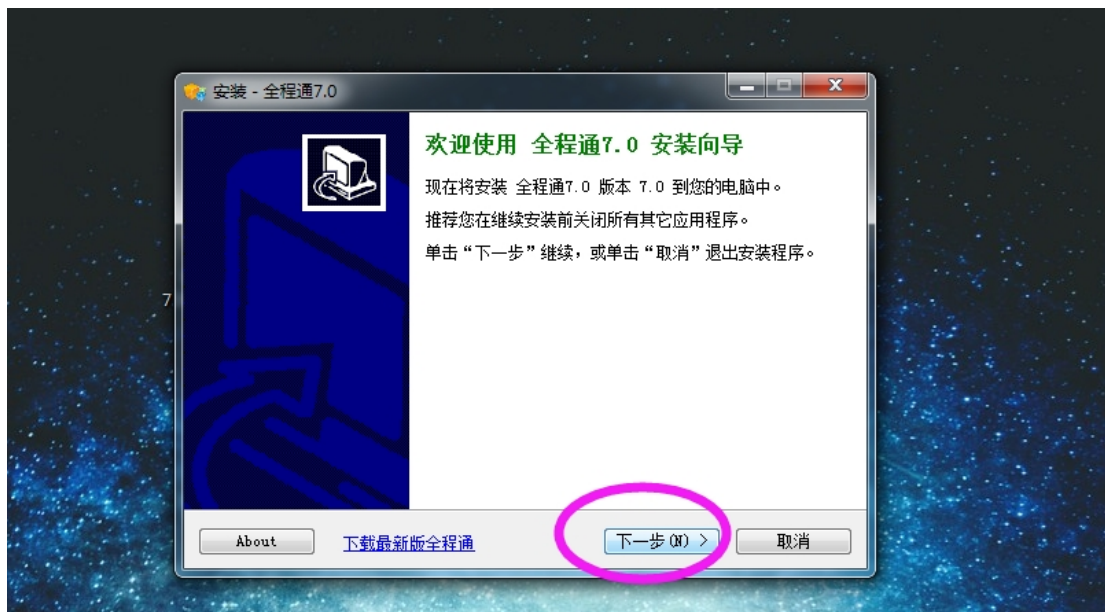 安装 - 全程通7.0
欢迎使用 全程通7.0 安装向导
现在将安装 全程通7.0 版本 7.0 到您的电脑中。
推荐您在继续安装前关闭所有其它应用程序。
单击“下一步”继续，或单击“取消”退出安装程序。
7
About
下载最新版全程通
下一步(N) >
取消